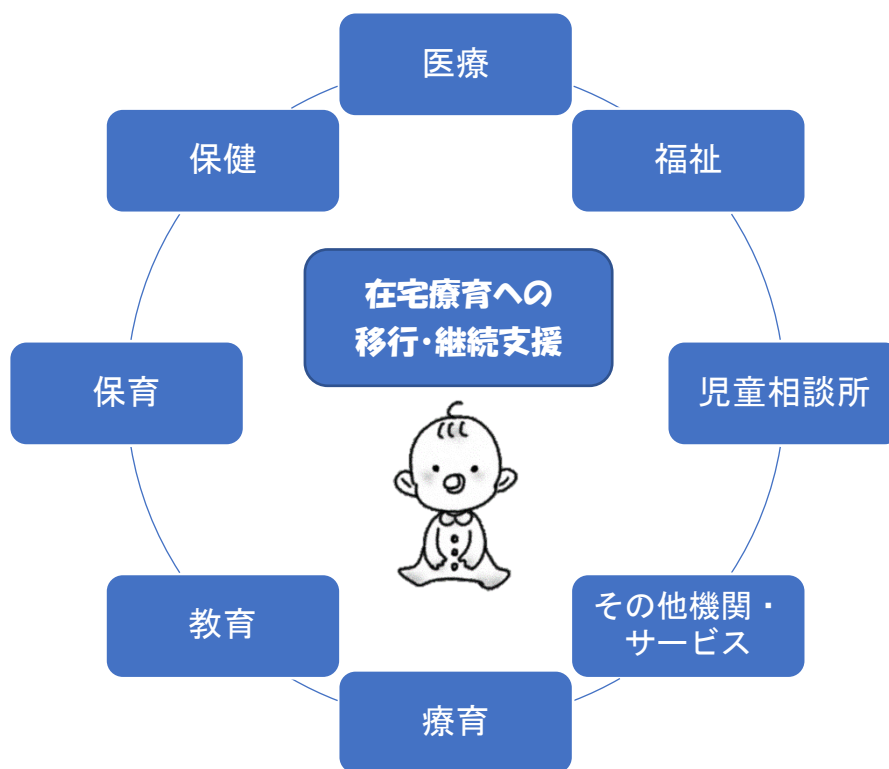 医療
保健
福祉
在宅療育への
移行・継続支援
保育
児童相談所
教育
その他機関・
サービス
療育